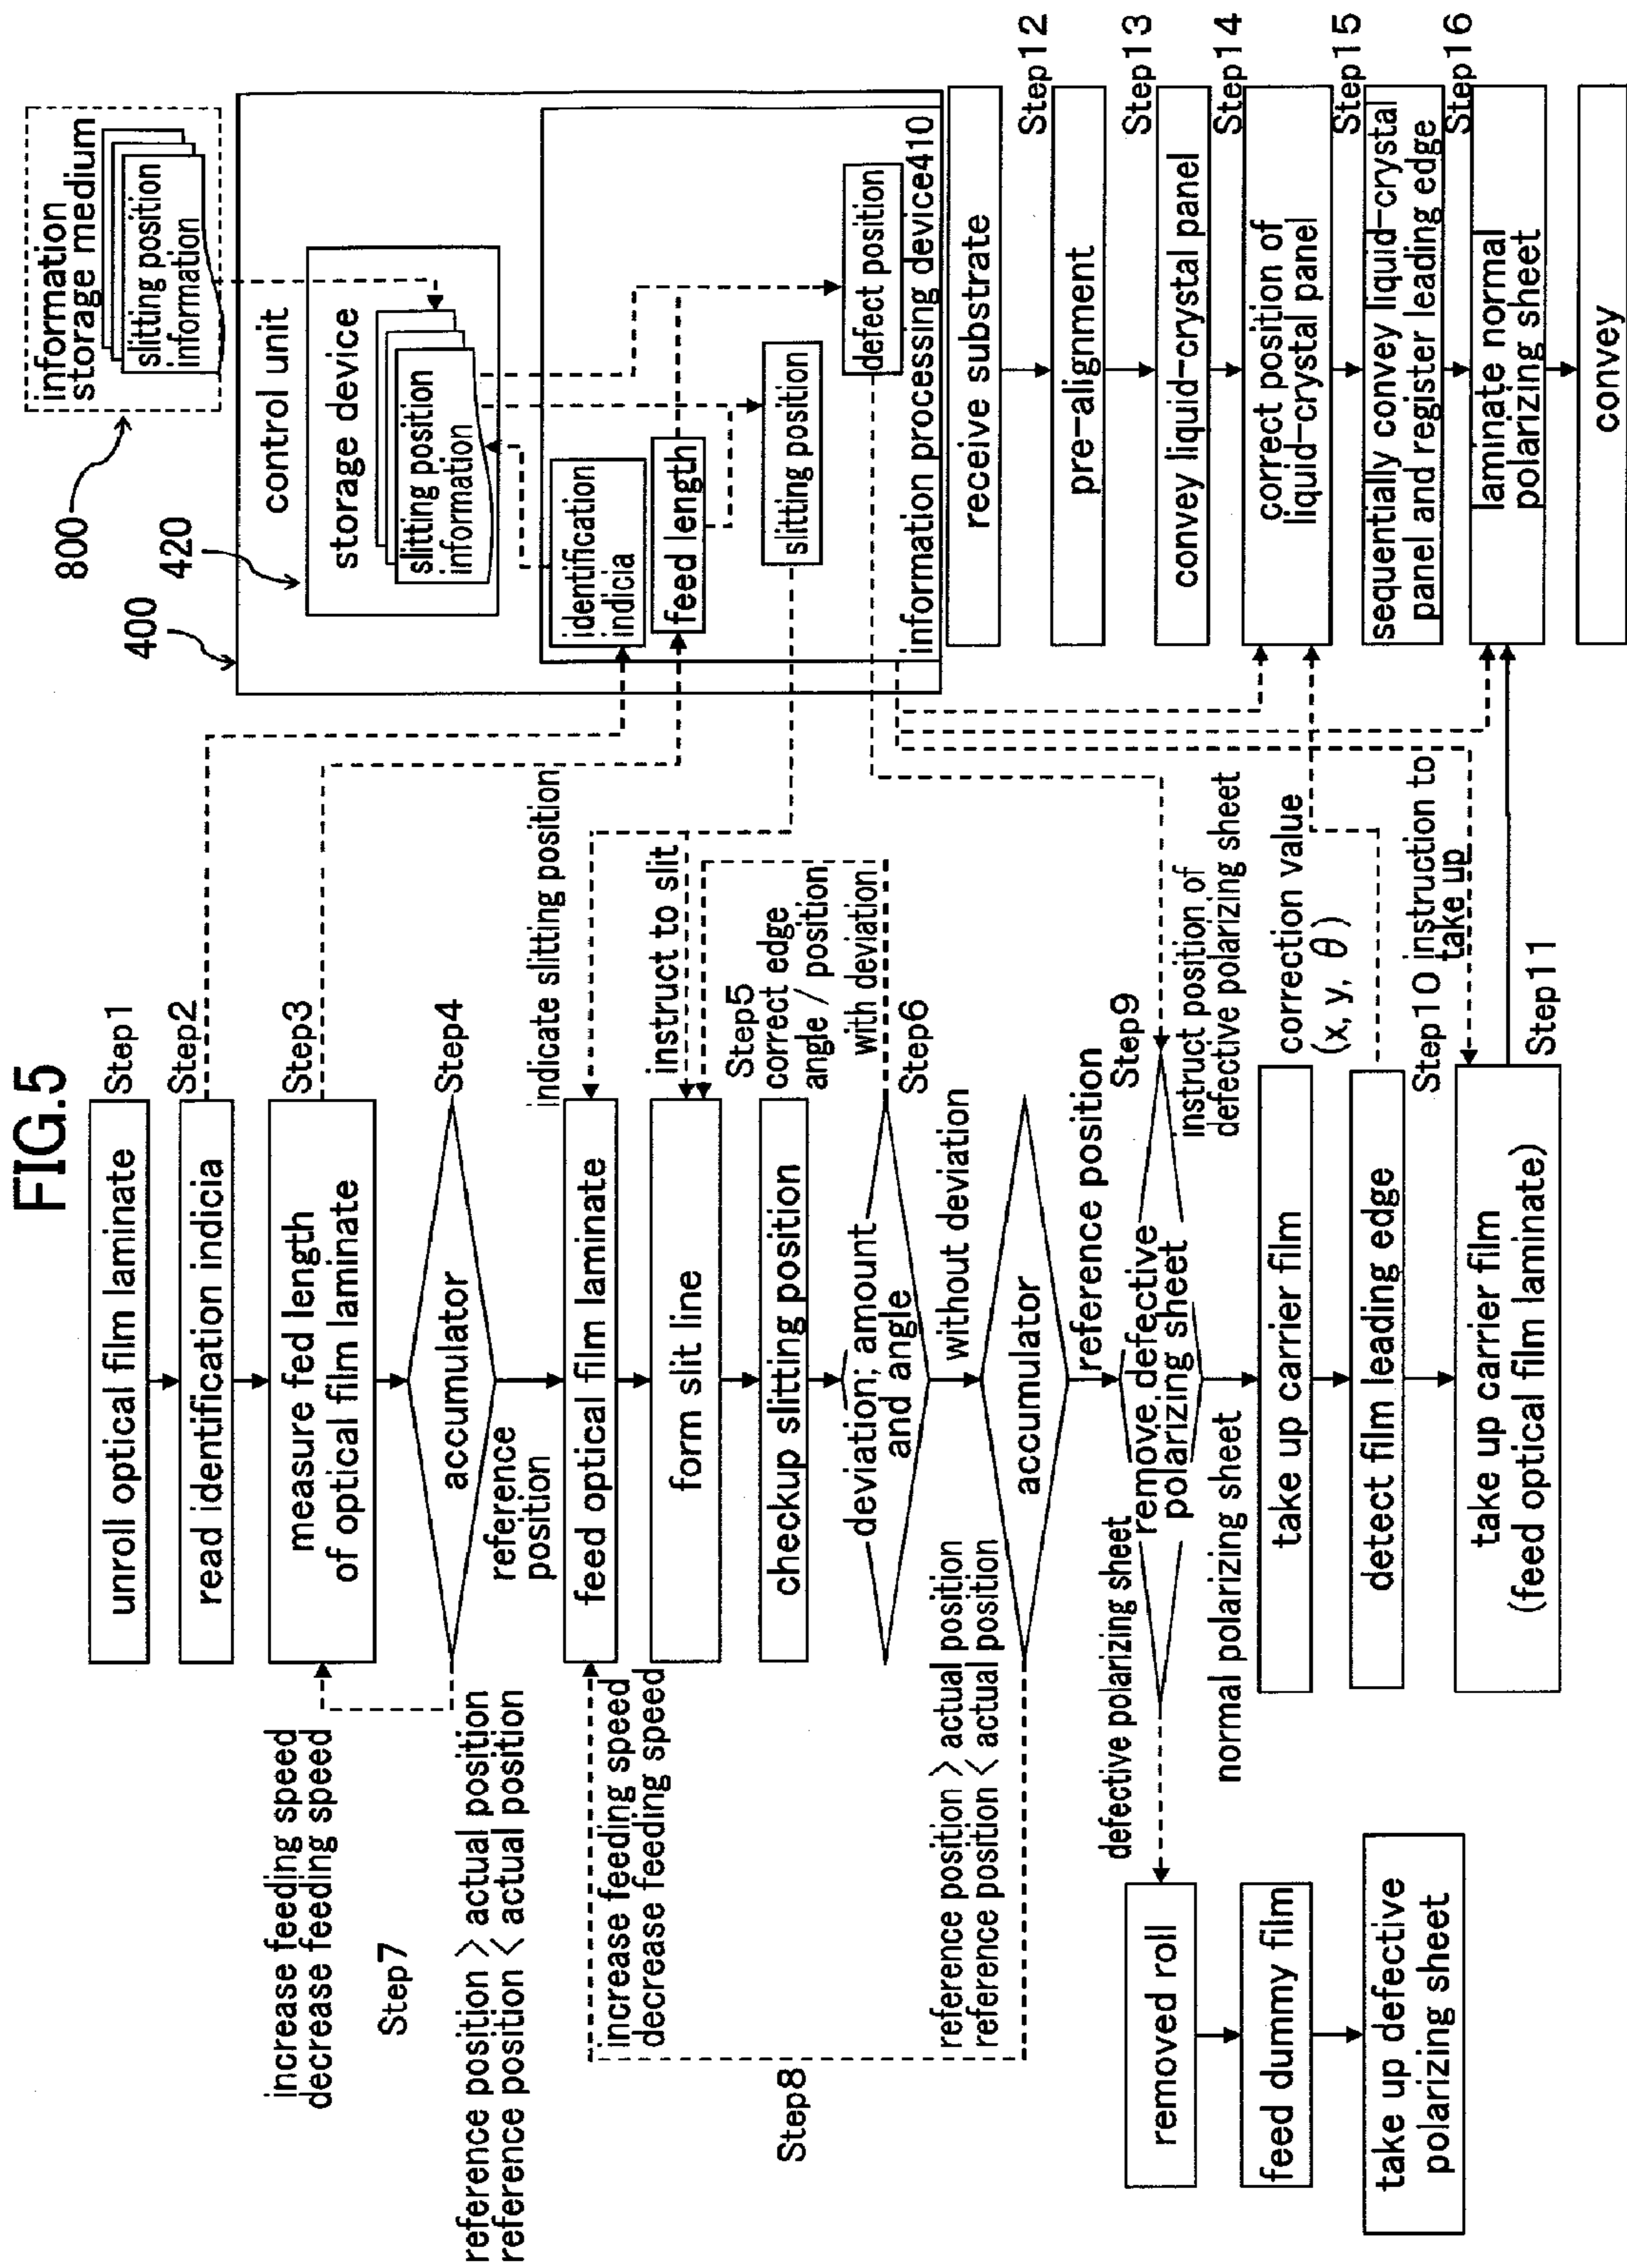 FIG.5
unroll optical film laminate
Step1
read identification indicia
Step2
measure fed length
of optical film laminate
Step3
increase feeding speed
decrease feeding speed
Step7
accumulator
Step4
reference position > actual position
reference position < actual position
reference
position
feed optical film laminate
indicate slitting position
increase feeding speed
decrease feeding speed
Step8
form slit line
instruct to slit
Step5
checkup slitting position
correct edge
angle / position
with deviation
deviation; amount
and angle
Step6
without deviation
accumulator
reference position > actual position
reference position < actual position
reference position
Step9
remove defective
polarizing sheet
instruct position of
defective polarizing sheet
defective polarizing sheet
normal polarizing sheet
removed roll
feed dummy film
take up defective
polarizing sheet
take up carrier film
correction value
(x, y, θ)
detect film leading edge
Step10 instruction to
take up
take up carrier film
(feed optical film laminate)
Step11
800
information
storage medium
slitting position
information
400
420
control unit
storage device
slitting position
information
identification
indicia
feed length
slitting position
defect position
information processing device410
receive substrate
Step12
pre-alignment
Step13
convey liquid-crystal panel
Step14
correct position of
liquid-crystal panel
Step15
sequentially convey liquid-crystal
panel and register leading edge
Step16
laminate normal
polarizing sheet
convey